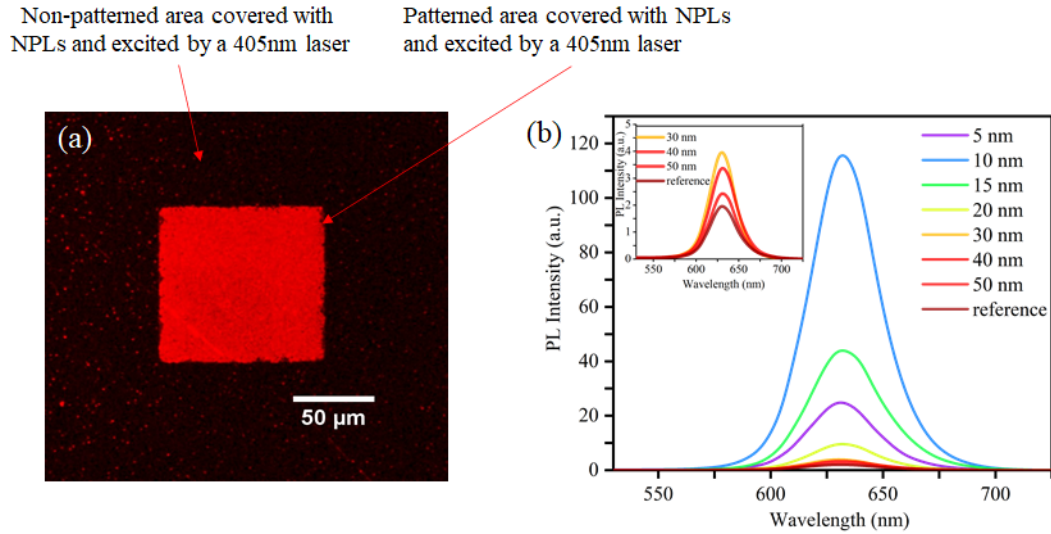 Non-patterned area covered with
NPLs and excited by a 405nm laser
Patterned area covered with NPLs
and excited by a 405nm laser
(a)
50 μm
(b)
PL Intensity (a.u.)
120
100
80
60
40
20
0
550
600
650
700
Wavelength (nm)
5 nm
10 nm
15 nm
20 nm
30 nm
40 nm
50 nm
reference
PL Intensity (a.u.)
5
4
3
2
1
0
550
600
650
700
Wavelength (nm)
30 nm
40 nm
50 nm
reference